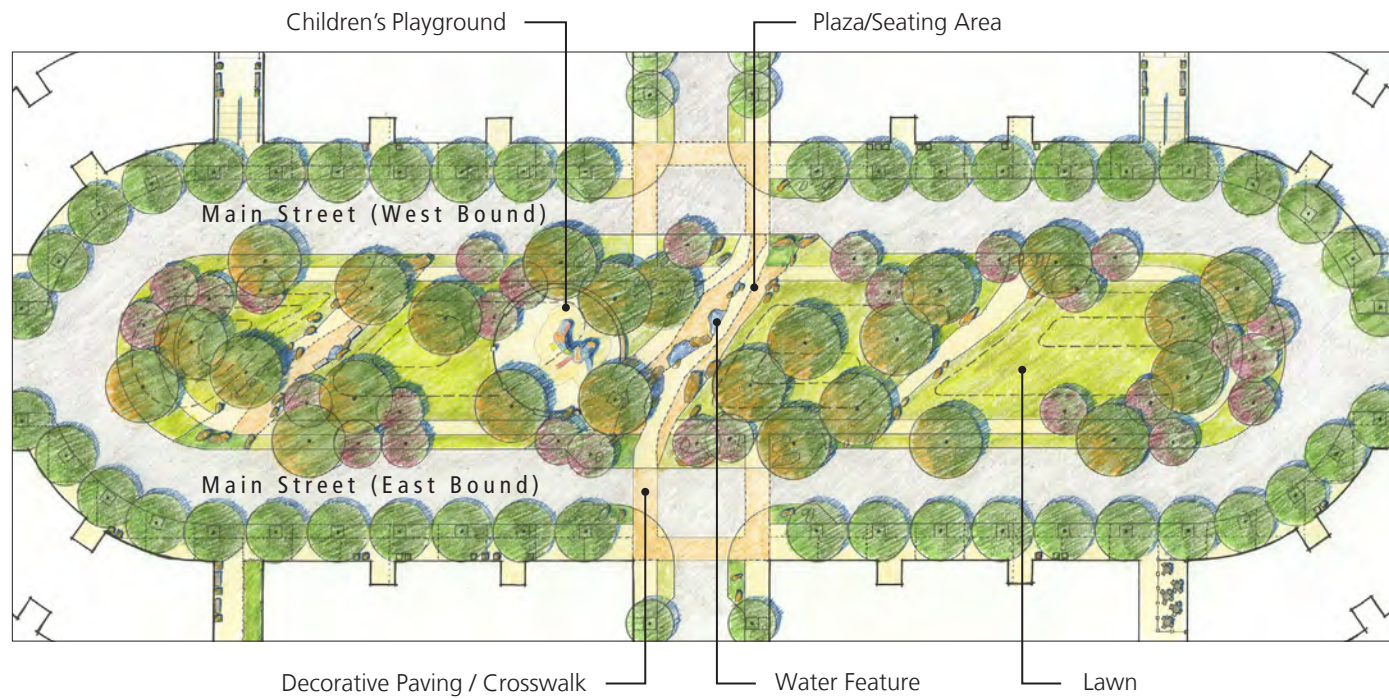 Children's Playground
Plaza/Seating Area
Main Street (West Bound)
Main Street (East Bound)
Decorative Paving / Crosswalk
Water Feature
Lawn